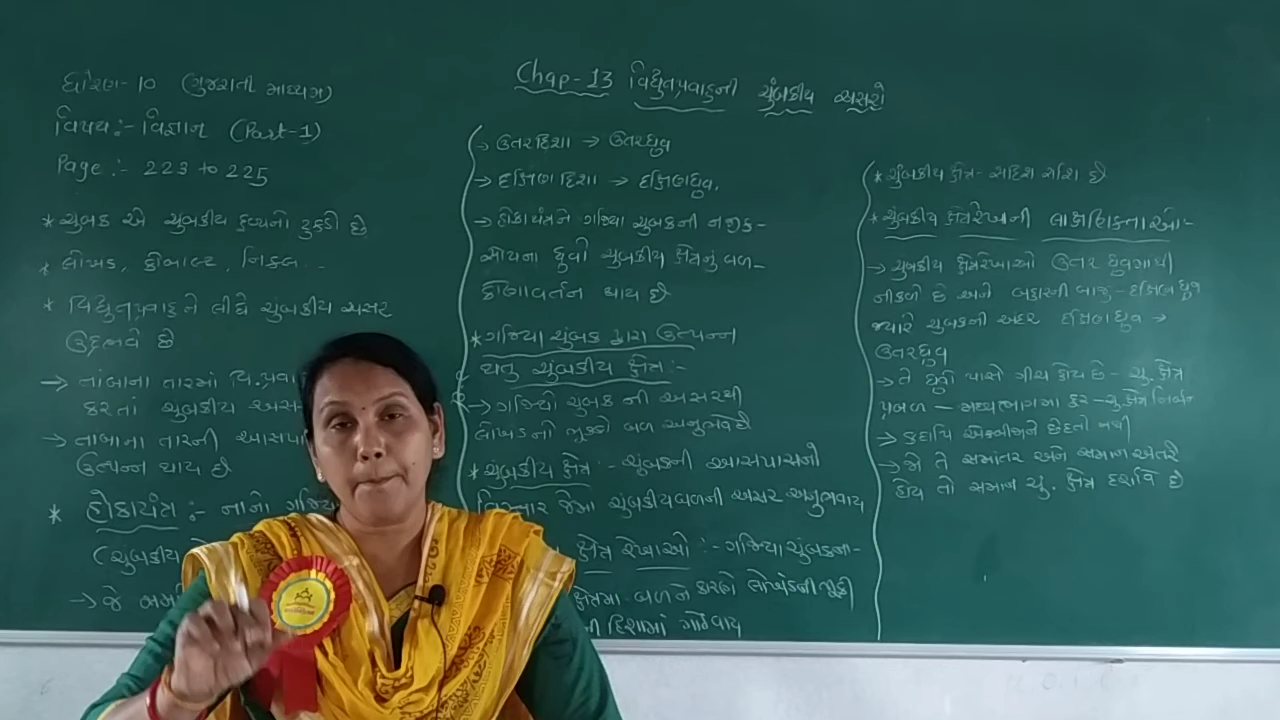 ધોરણ-10 (ગુજરાતી માધ્યમ)
વિષય:- વિજ્ઞાન (Part-1)
Page:- 223 to 225
* ચુંબક એ ચુંબકીય દ્રવ્યનો ટુકડો છે
* લોખંડ, કોબાલ્ટ, નિકલ...
* વિદ્યુતપ્રવાહને લીધે ચુંબકીય અસર
ઉદ્ભવે છે
→ તાંબાના તારમાં વિ.પ્રવા
કરતાં ચુંબકીય અસ
→ તાંબાના તારની આસપા
ઉત્પન્ન થાય છે
* હોકાયંત્ર:- નાનો ગજિયો
(ચુંબકીય
→ જે
Chap-13 વિદ્યુતપ્રવાહની ચુંબકીય અસરો
→ ઉત્તરદિશા → ઉત્તરધ્રુવ
→ દક્ષિણદિશા → દક્ષિણધ્રુવ.
→ હોકાયંત્રને ગજિયા ચુંબકની નજીક-
સોયના ધ્રુવો ચુંબકીય ક્ષેત્રનું બળ-
કોણાવર્તન થાય છે
* ગજિયા ચુંબક દ્વારા ઉત્પન્ન
થતુ ચુંબકીય ક્ષેત્ર:-
→ ગજિયો ચુંબક ની અસરથી
લોખંડનો ભૂકો બળ અનુભવે છે
* ચુંબકીય ક્ષેત્ર:- ચુંબકની આસપાસનો
વિસ્તાર જેમાં ચુંબકીયબળની અસર અનુભવાય
ક્ષેત્ર રેખાઓ:- ગજિયા ચુંબકના-
ક્ષેત્રમા બળને કારણે લોખંડની ભૂકી
ની દિશામાં ગોઠવાય
* ચુંબકીય ક્ષેત્ર- સદિશ રાશિ છે
* ચુંબકીય ક્ષેત્રરેખાની લાક્ષણિકતાઓ:-
→ ચુંબકીય ક્ષેત્રરેખાઓ ઉત્તર ધ્રુવમાંથી
નીકળે છે અને બહારની બાજુ- દક્ષિણ ધ્રુવ
જ્યારે ચુંબકની અંદર દક્ષિણધ્રુવ →
ઉત્તરધ્રુવ
→ તે ધ્રુવો પાસે ગીચ હોય છે- ચુ. ક્ષેત્ર
પ્રબળ - મધ્યભાગમા દૂર- ચુ. ક્ષેત્ર નિર્બળ
→ કદાપિ એકબીજાને છેદતી નથી
→ જો તે સમાંતર અને સમાન અંતરે
હોય તો સમાન ચું. ક્ષેત્ર દર્શાવે છે